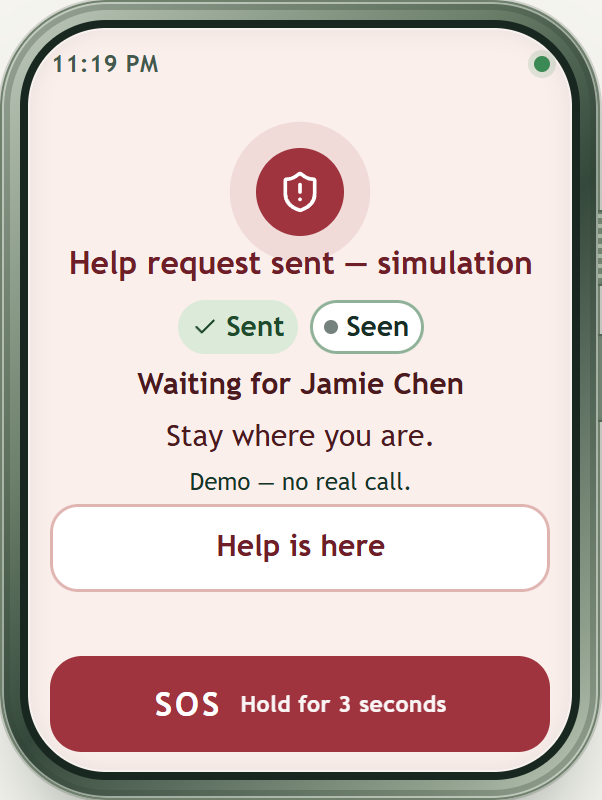 11:19 PM
Help request sent — simulation
Sent Seen
Waiting for Jamie Chen
Stay where you are.
Demo — no real call.
Help is here
SOS Hold for 3 seconds